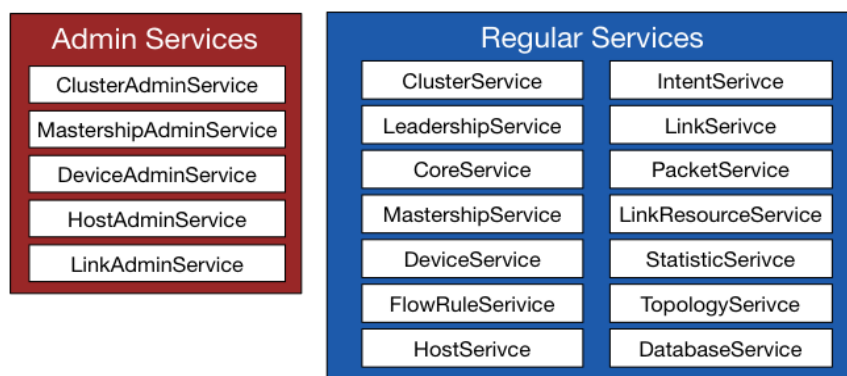 Admin Services
ClusterAdminService
MastershipAdminService
DeviceAdminService
HostAdminService
LinkAdminService
Regular Services
ClusterService
LeadershipService
CoreService
MastershipService
DeviceService
FlowRuleSerivice
HostSerivce
IntentSerivce
LinkSerivce
PacketService
LinkResourceService
StatisticSerivce
TopologySerivce
DatabaseService